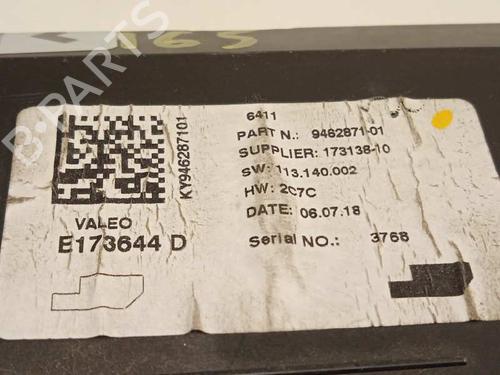 165
B-PARTS
KY946287101
VALEO
E173644 D
6411
PART N.: 9462871-01
SUPPLIER: 173138-10
SW: 113.140.002
HW: 2C7C
DATE: 06.07.18
Serial NO.: 3768